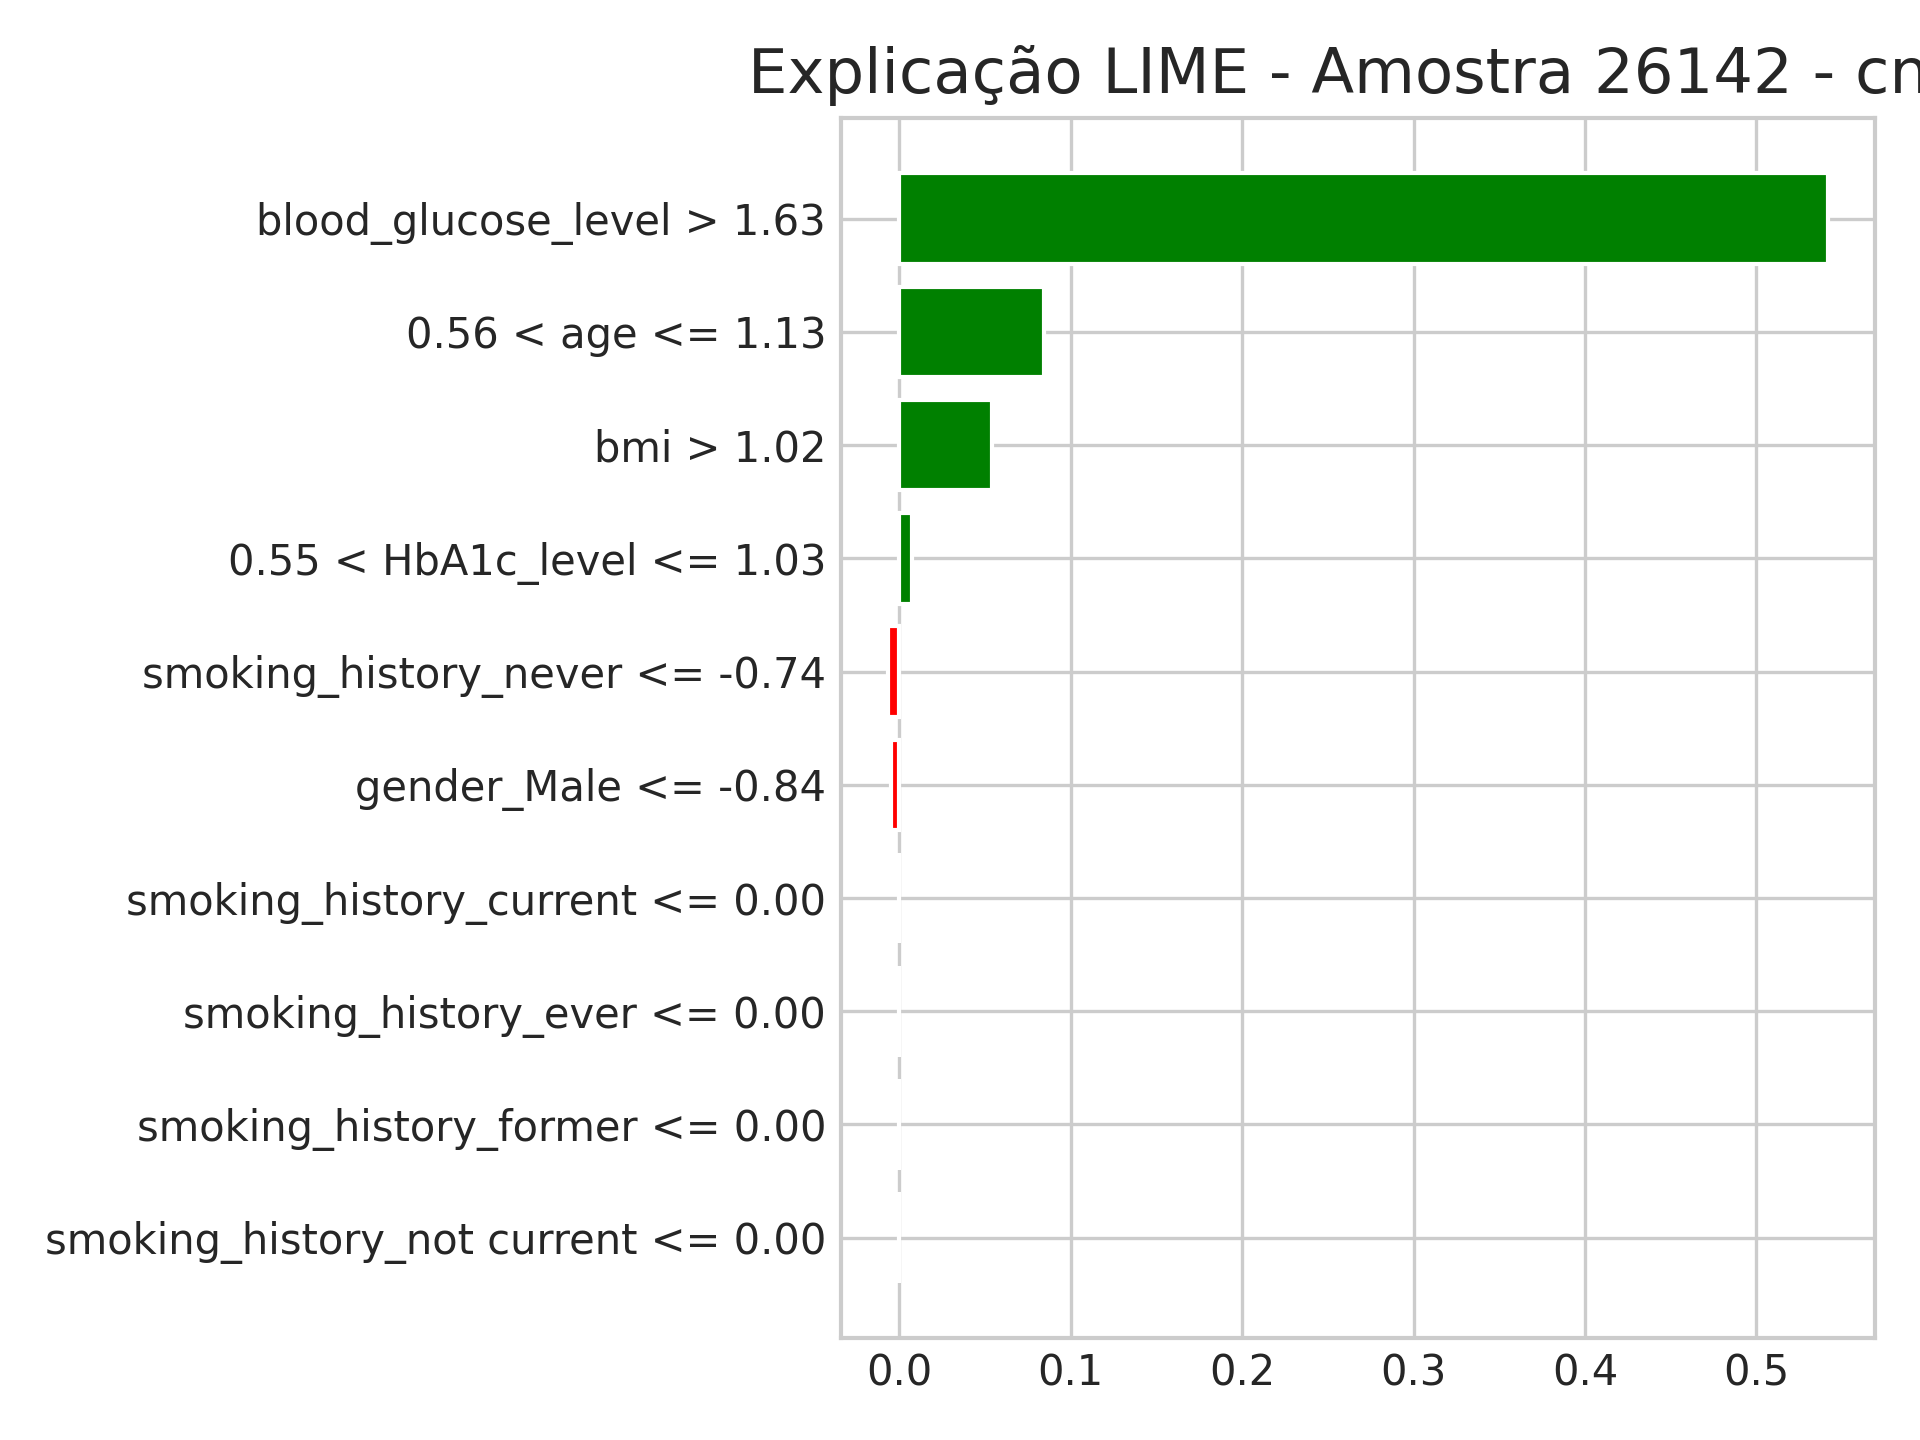 Explicação LIME - Amostra 26142 - cn
blood_glucose_level > 1.63
0.56 < age <= 1.13
bmi > 1.02
0.55 < HbA1c_level <= 1.03
smoking_history_never <= -0.74
gender_Male <= -0.84
smoking_history_current <= 0.00
smoking_history_ever <= 0.00
smoking_history_former <= 0.00
smoking_history_not current <= 0.00
0.0 0.1 0.2 0.3 0.4 0.5